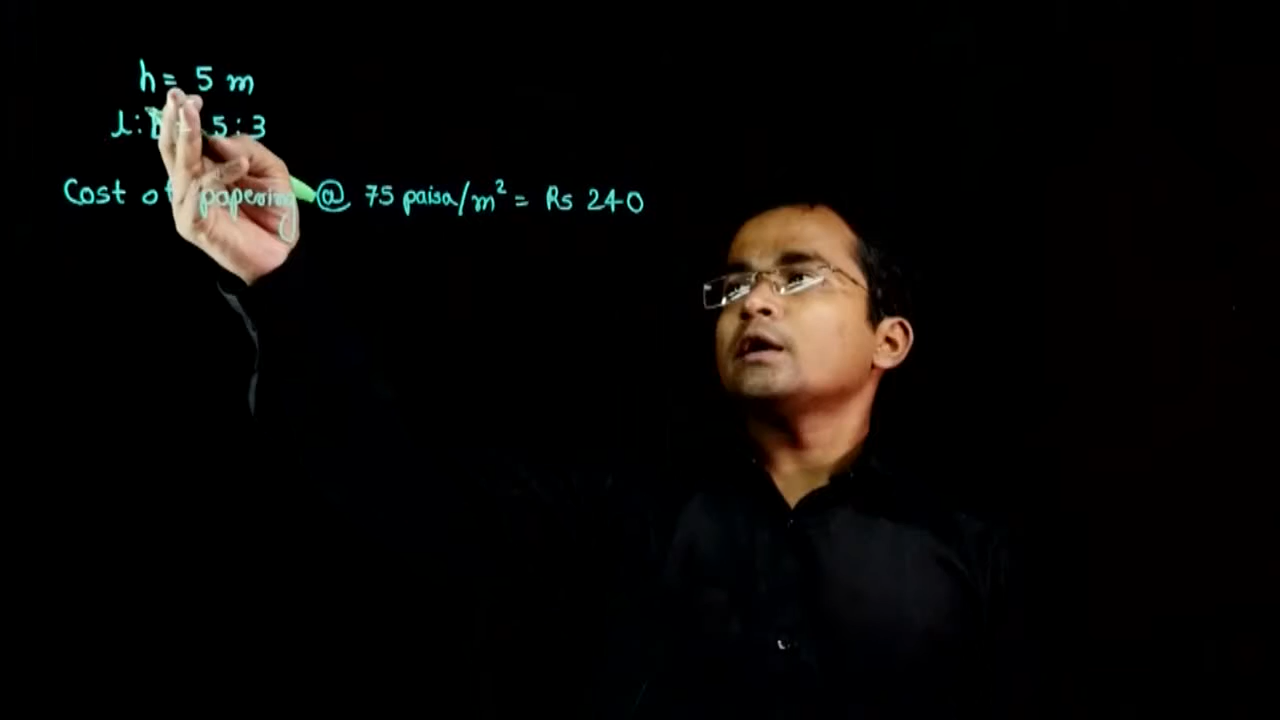 h = 5 m
l : b = 5 : 3
Cost of papering @ 75 paisa/m² = Rs 240